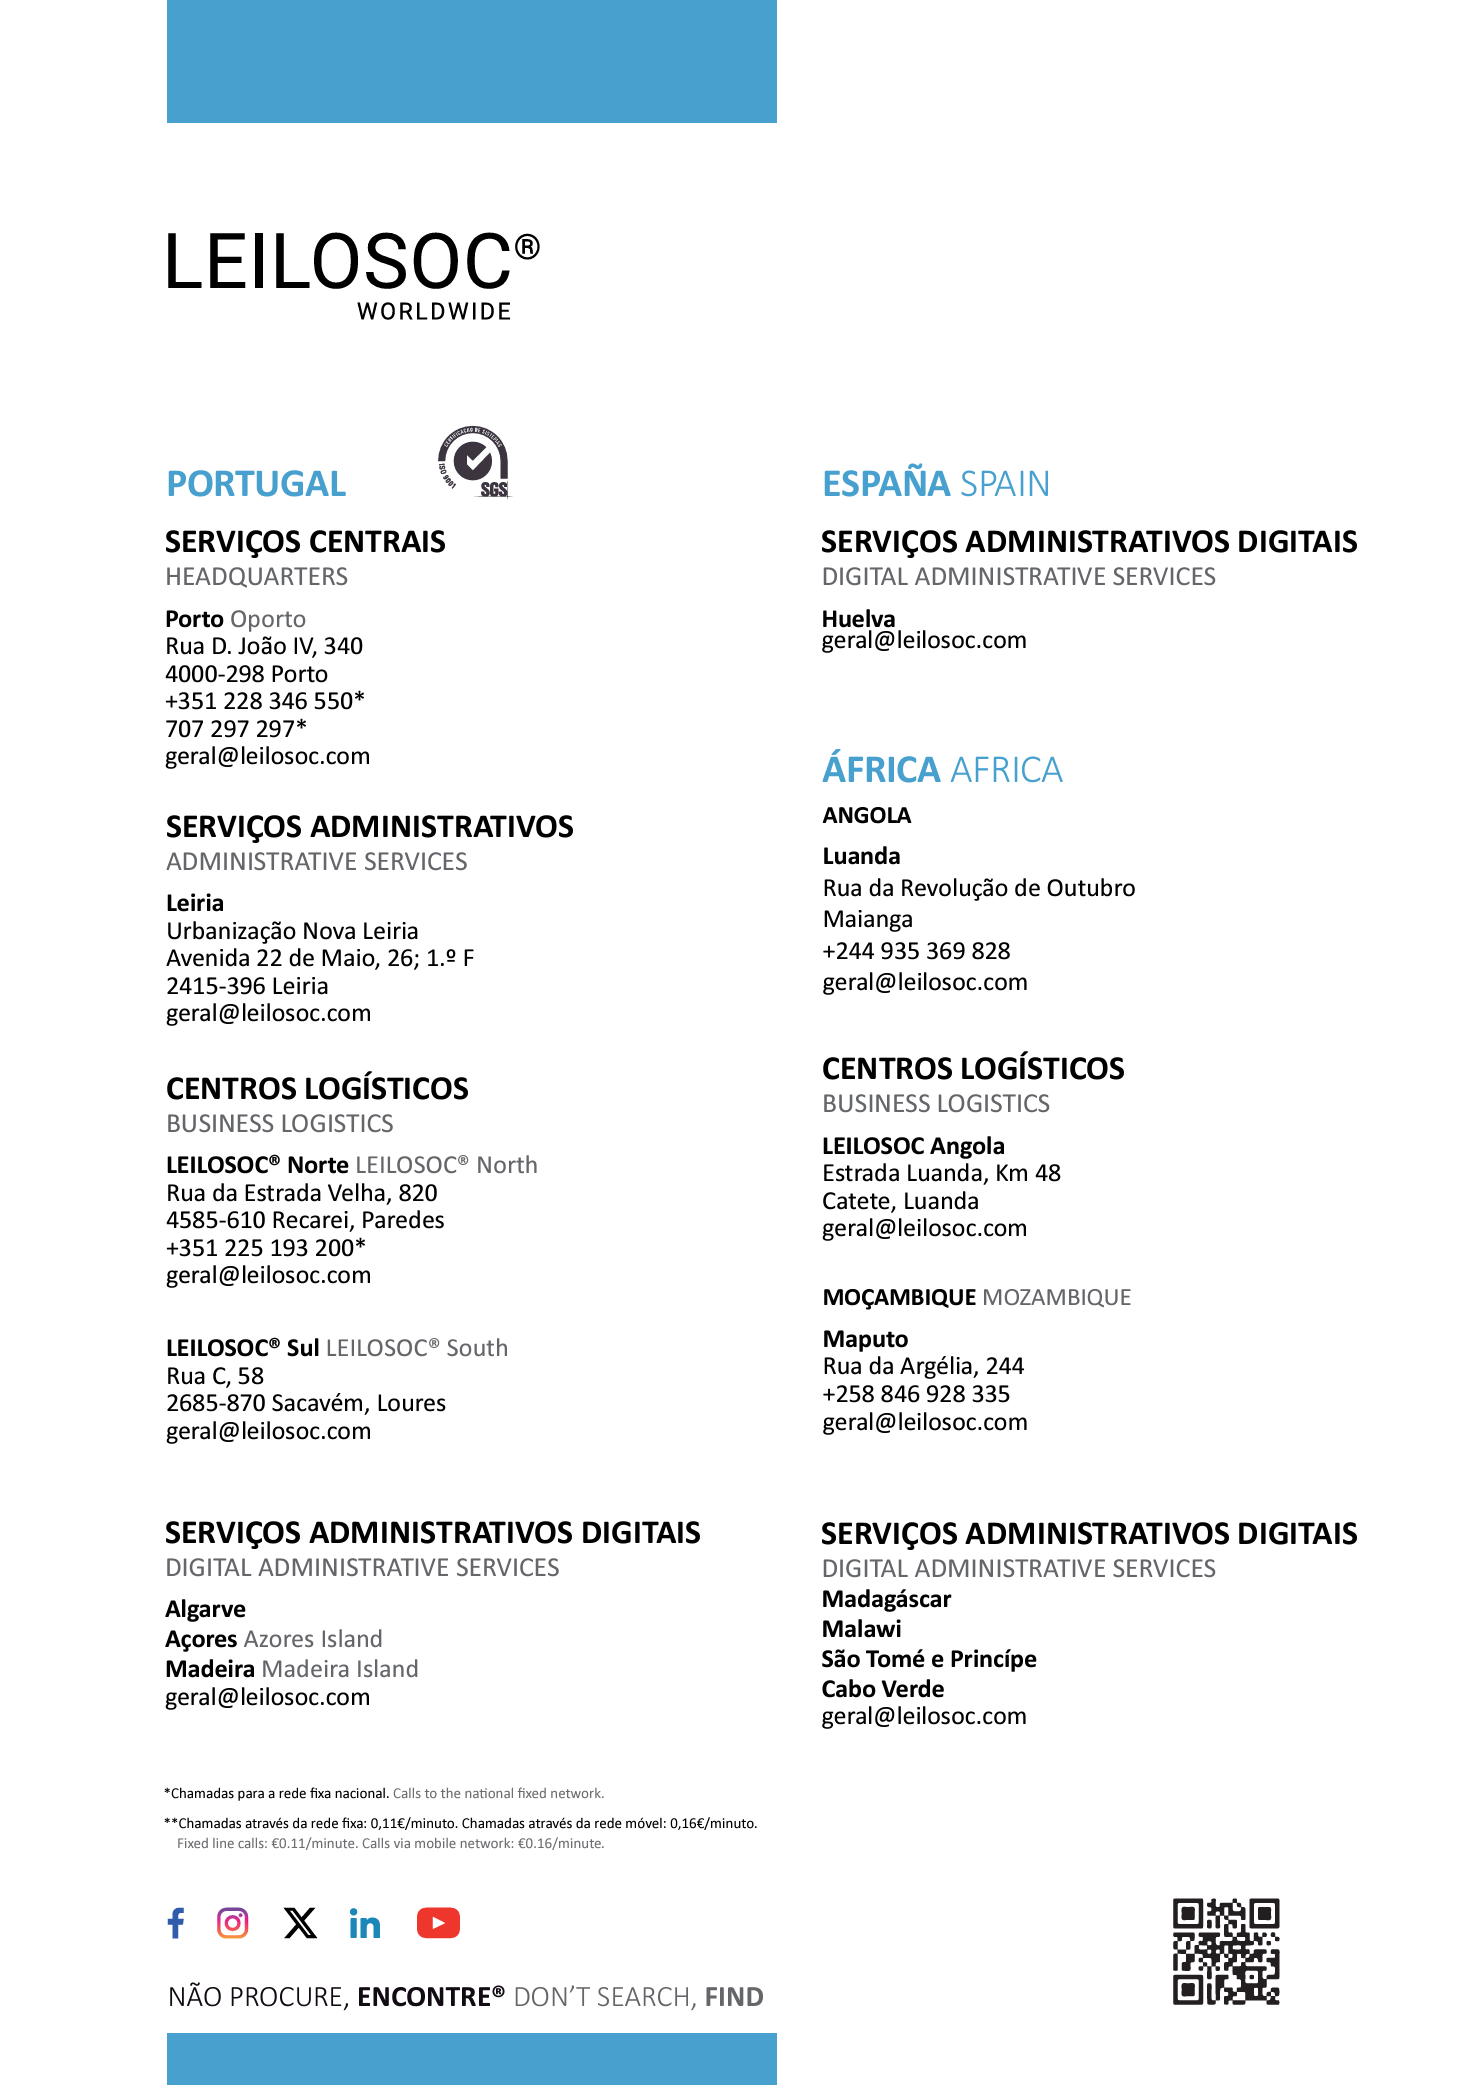 LEILOSOC®
WORLDWIDE
PORTUGAL
CERTIFICAÇÃO DE SISTEMAS
ISO 9001
SGS
SERVIÇOS CENTRAIS
HEADQUARTERS
Porto Oporto
Rua D. João IV, 340
4000-298 Porto
+351 228 346 550*
707 297 297*
geral@leilosoc.com
SERVIÇOS ADMINISTRATIVOS
ADMINISTRATIVE SERVICES
Leiria
Urbanização Nova Leiria
Avenida 22 de Maio, 26; 1.º F
2415-396 Leiria
geral@leilosoc.com
CENTROS LOGÍSTICOS
BUSINESS LOGISTICS
LEILOSOC® Norte LEILOSOC® North
Rua da Estrada Velha, 820
4585-610 Recarei, Paredes
+351 225 193 200*
geral@leilosoc.com
LEILOSOC® Sul LEILOSOC® South
Rua C, 58
2685-870 Sacavém, Loures
geral@leilosoc.com
SERVIÇOS ADMINISTRATIVOS DIGITAIS
DIGITAL ADMINISTRATIVE SERVICES
Algarve
Açores Azores Island
Madeira Madeira Island
geral@leilosoc.com
ESPAÑA SPAIN
SERVIÇOS ADMINISTRATIVOS DIGITAIS
DIGITAL ADMINISTRATIVE SERVICES
Huelva
geral@leilosoc.com
ÁFRICA AFRICA
ANGOLA
Luanda
Rua da Revolução de Outubro
Maianga
+244 935 369 828
geral@leilosoc.com
CENTROS LOGÍSTICOS
BUSINESS LOGISTICS
LEILOSOC Angola
Estrada Luanda, Km 48
Catete, Luanda
geral@leilosoc.com
MOÇAMBIQUE MOZAMBIQUE
Maputo
Rua da Argélia, 244
+258 846 928 335
geral@leilosoc.com
SERVIÇOS ADMINISTRATIVOS DIGITAIS
DIGITAL ADMINISTRATIVE SERVICES
Madagáscar
Malawi
São Tomé e Princípe
Cabo Verde
geral@leilosoc.com
*Chamadas para a rede fixa nacional. Calls to the national fixed network.
**Chamadas através da rede fixa: 0,11€/minuto. Chamadas através da rede móvel: 0,16€/minuto.
Fixed line calls: €0.11/minute. Calls via mobile network: €0.16/minute.
NÃO PROCURE, ENCONTRE® DON'T SEARCH, FIND